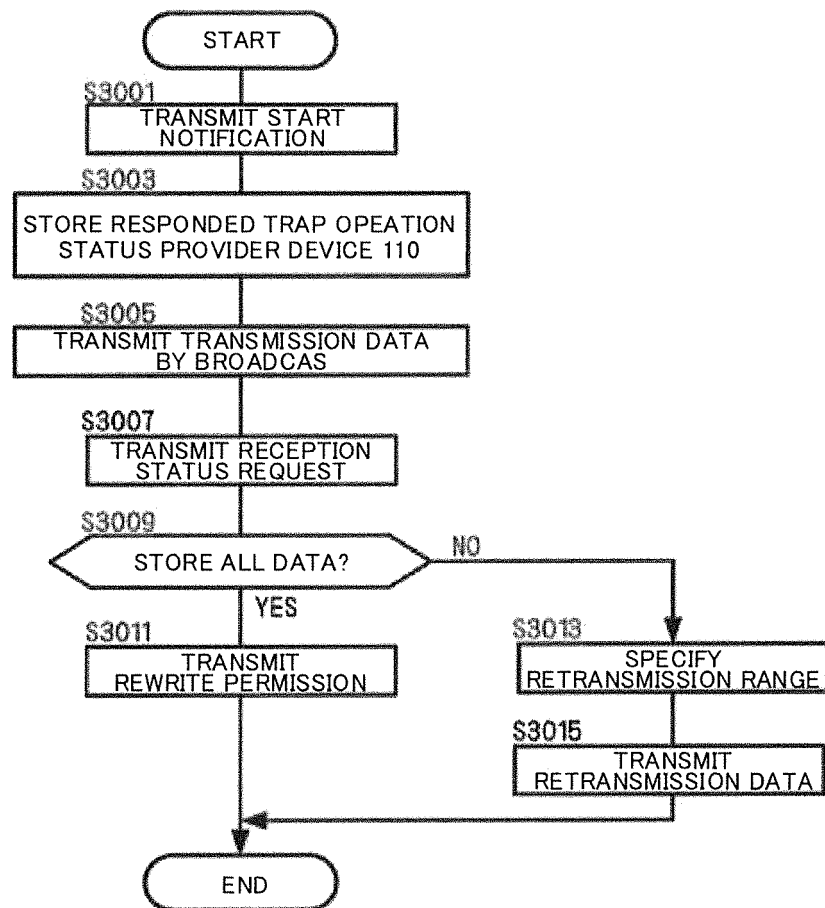 START
S3001
TRANSMIT START
NOTIFICATION
S3003
STORE RESPONDED TRAP OPEATION
STATUS PROVIDER DEVICE 110
S3005
TRANSMIT TRANSMISSION DATA
BY BROADCAS
S3007
TRANSMIT RECEPTION
STATUS REQUEST
S3009
STORE ALL DATA?
NO
YES
S3011
TRANSMIT
REWRITE PERMISSION
S3013
SPECIFY
RETRANSMISSION RANGE
S3015
TRANSMIT
RETRANSMISSION DATA
END